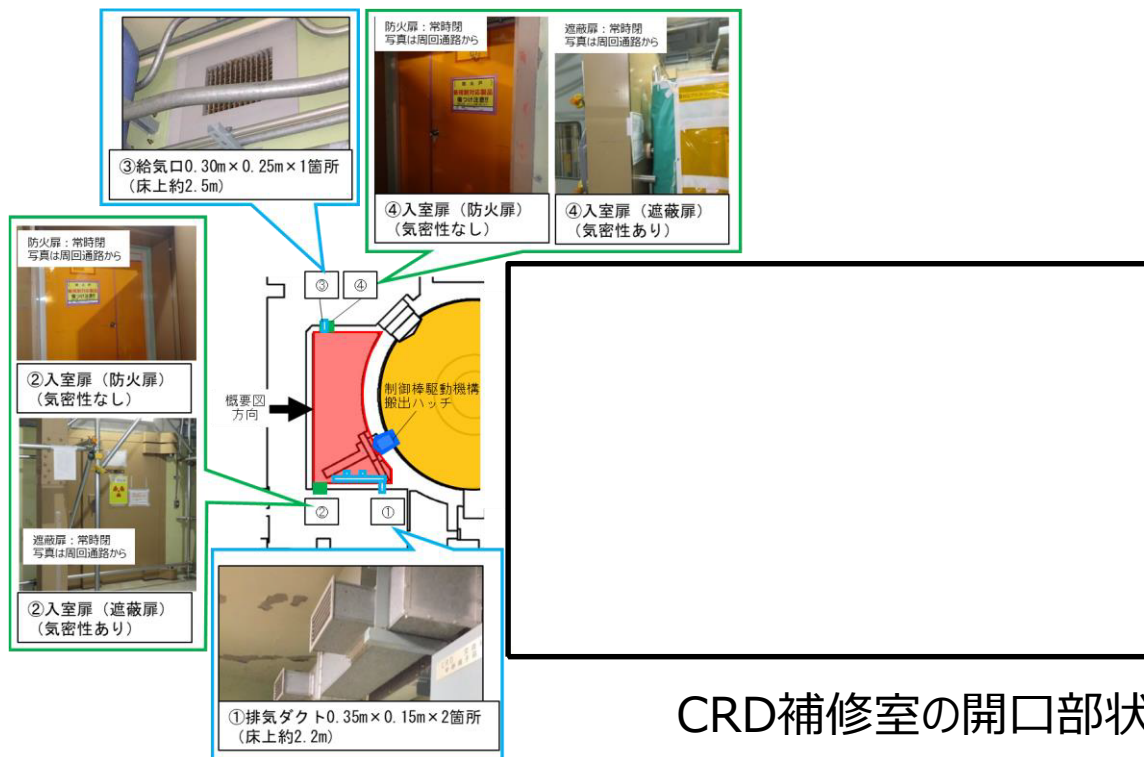 防火扉：常時閉
写真は周回通路から
遮蔽扉：常時閉
写真は周回通路から
③給気口0.30m×0.25m×1箇所
（床上約2.5m）
④入室扉（防火扉）
（気密性なし）
④入室扉（遮蔽扉）
（気密性あり）
防火扉：常時閉
写真は周回通路から
②入室扉（防火扉）
（気密性なし）
③
④
概要図
方向
制御棒駆動機構
搬出ハッチ
遮蔽扉：常時閉
写真は周回通路から
②入室扉（遮蔽扉）
（気密性あり）
②
①
①排気ダクト0.35m×0.15m×2箇所
（床上約2.2m）
CRD補修室の開口部状